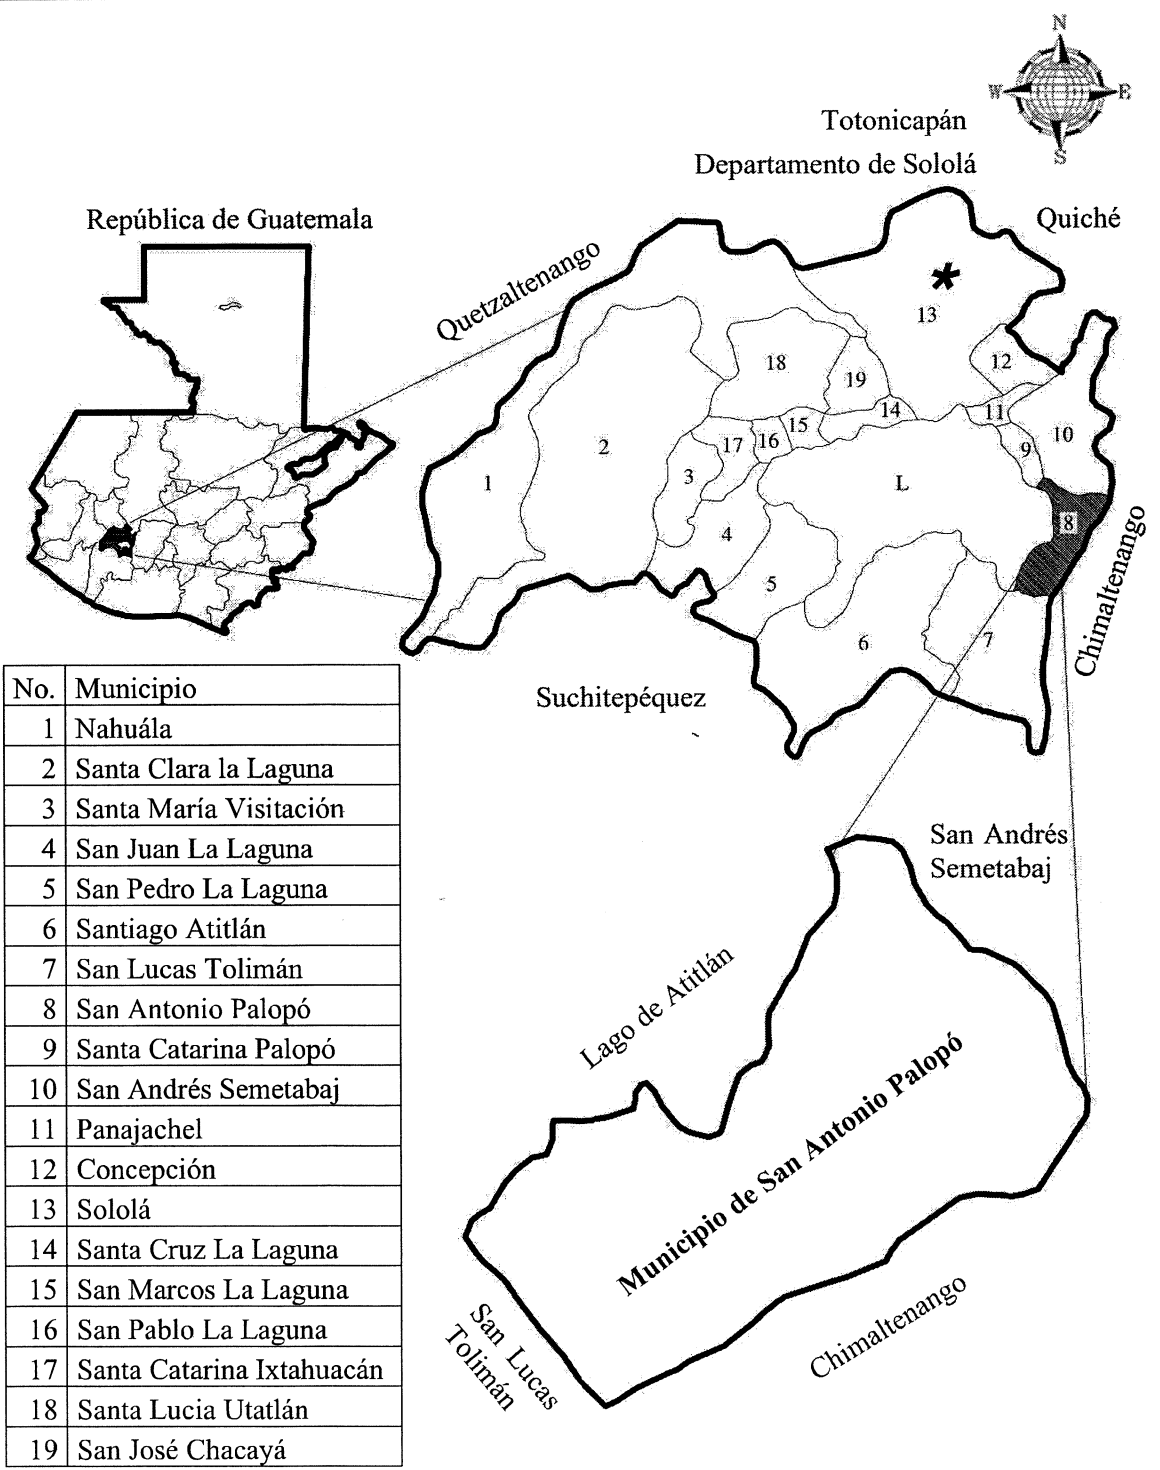 N
W
E
S
Totonicapán
Departamento de Sololá
República de Guatemala
Quiché
Quetzaltenango
*
13
12
18
19
14
11
15
10
2
17
16
9
3
1
L
4
8
5
6
7
Chimaltenango
Suchitepéquez
No. Municipio
1 Nahuála
2 Santa Clara la Laguna
3 Santa María Visitación
4 San Juan La Laguna
5 San Pedro La Laguna
6 Santiago Atitlán
7 San Lucas Tolimán
8 San Antonio Palopó
9 Santa Catarina Palopó
10 San Andrés Semetabaj
11 Panajachel
12 Concepción
13 Sololá
14 Santa Cruz La Laguna
15 San Marcos La Laguna
16 San Pablo La Laguna
17 Santa Catarina Ixtahuacán
18 Santa Lucia Utatlán
19 San José Chacayá
San Andrés
Semetabaj
Lago de Atitlán
Municipio de San Antonio Palopó
San Lucas
Tolimán
Chimaltenango